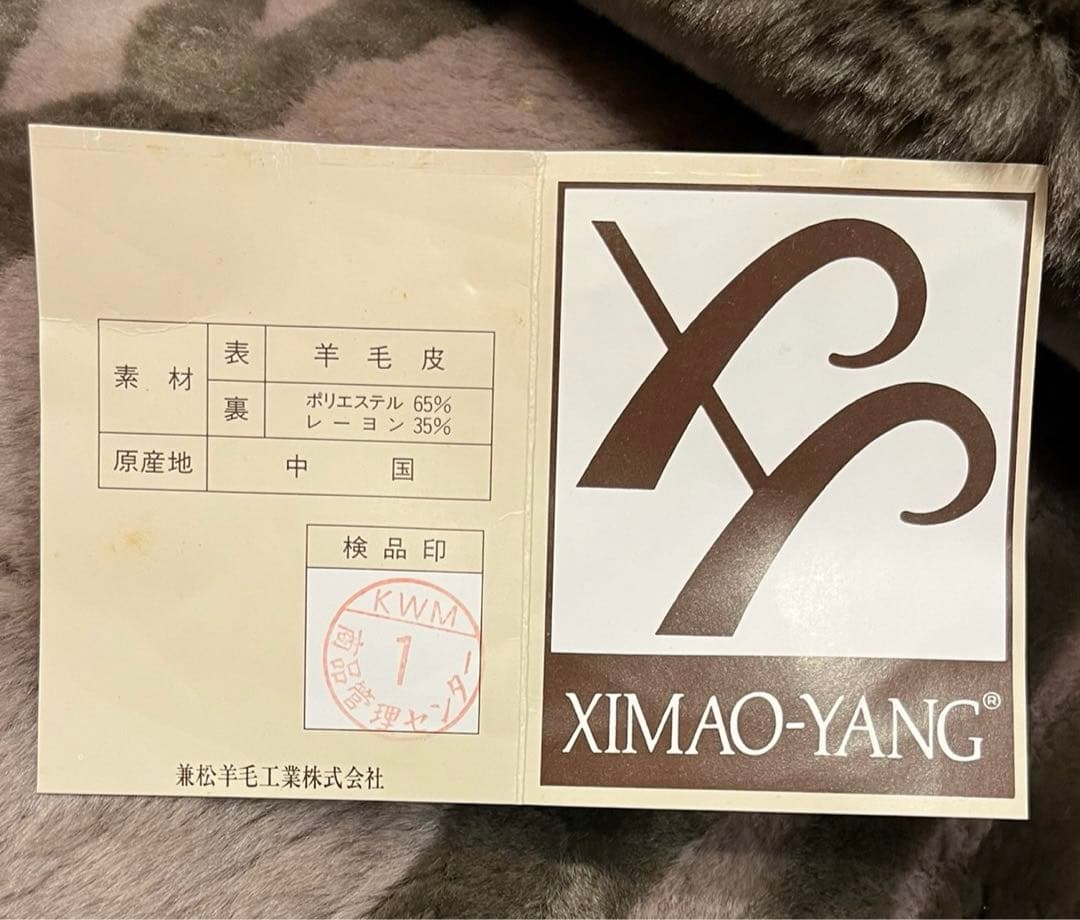 素材
表 羊毛皮
裏 ポリエステル 65%
レーヨン 35%
原産地 中国
検品印
KWM
1
商品管理センター
兼松羊毛工業株式会社
XY
XIMAO-YANG®